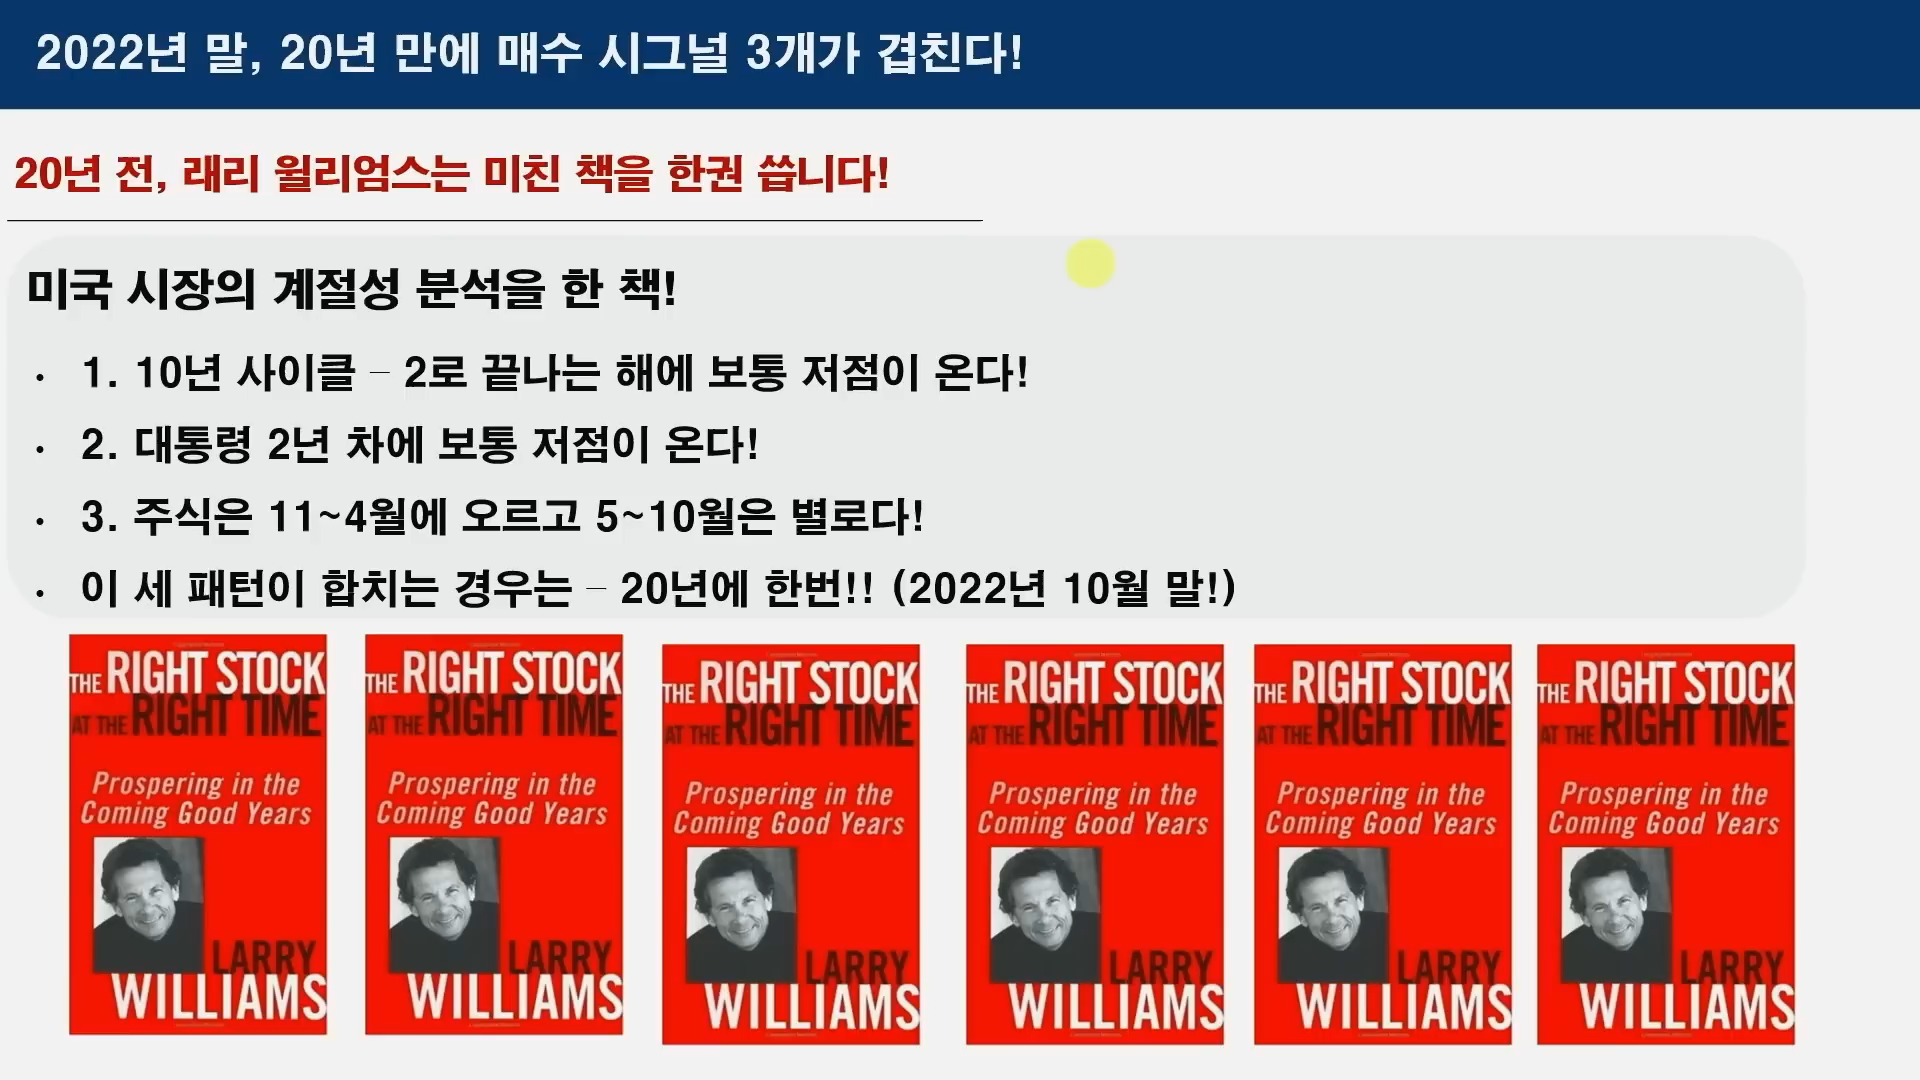 2022년 말, 20년 만에 매수 시그널 3개가 겹친다!
20년 전, 래리 윌리엄스는 미친 책을 한권 씁니다!
미국 시장의 계절성 분석을 한 책!
• 1. 10년 사이클 – 2로 끝나는 해에 보통 저점이 온다!
• 2. 대통령 2년 차에 보통 저점이 온다!
• 3. 주식은 11~4월에 오르고 5~10월은 별로다!
• 이 세 패턴이 합치는 경우는 – 20년에 한번!! (2022년 10월 말!)
THE RIGHT STOCK
AT THE RIGHT TIME
Prospering in the
Coming Good Years
LARRY
WILLIAMS
THE RIGHT STOCK
AT THE RIGHT TIME
Prospering in the
Coming Good Years
LARRY
WILLIAMS
THE RIGHT STOCK
AT THE RIGHT TIME
Prospering in the
Coming Good Years
LARRY
WILLIAMS
THE RIGHT STOCK
AT THE RIGHT TIME
Prospering in the
Coming Good Years
LARRY
WILLIAMS
THE RIGHT STOCK
AT THE RIGHT TIME
Prospering in the
Coming Good Years
LARRY
WILLIAMS
THE RIGHT STOCK
AT THE RIGHT TIME
Prospering in the
Coming Good Years
LARRY
WILLIAMS